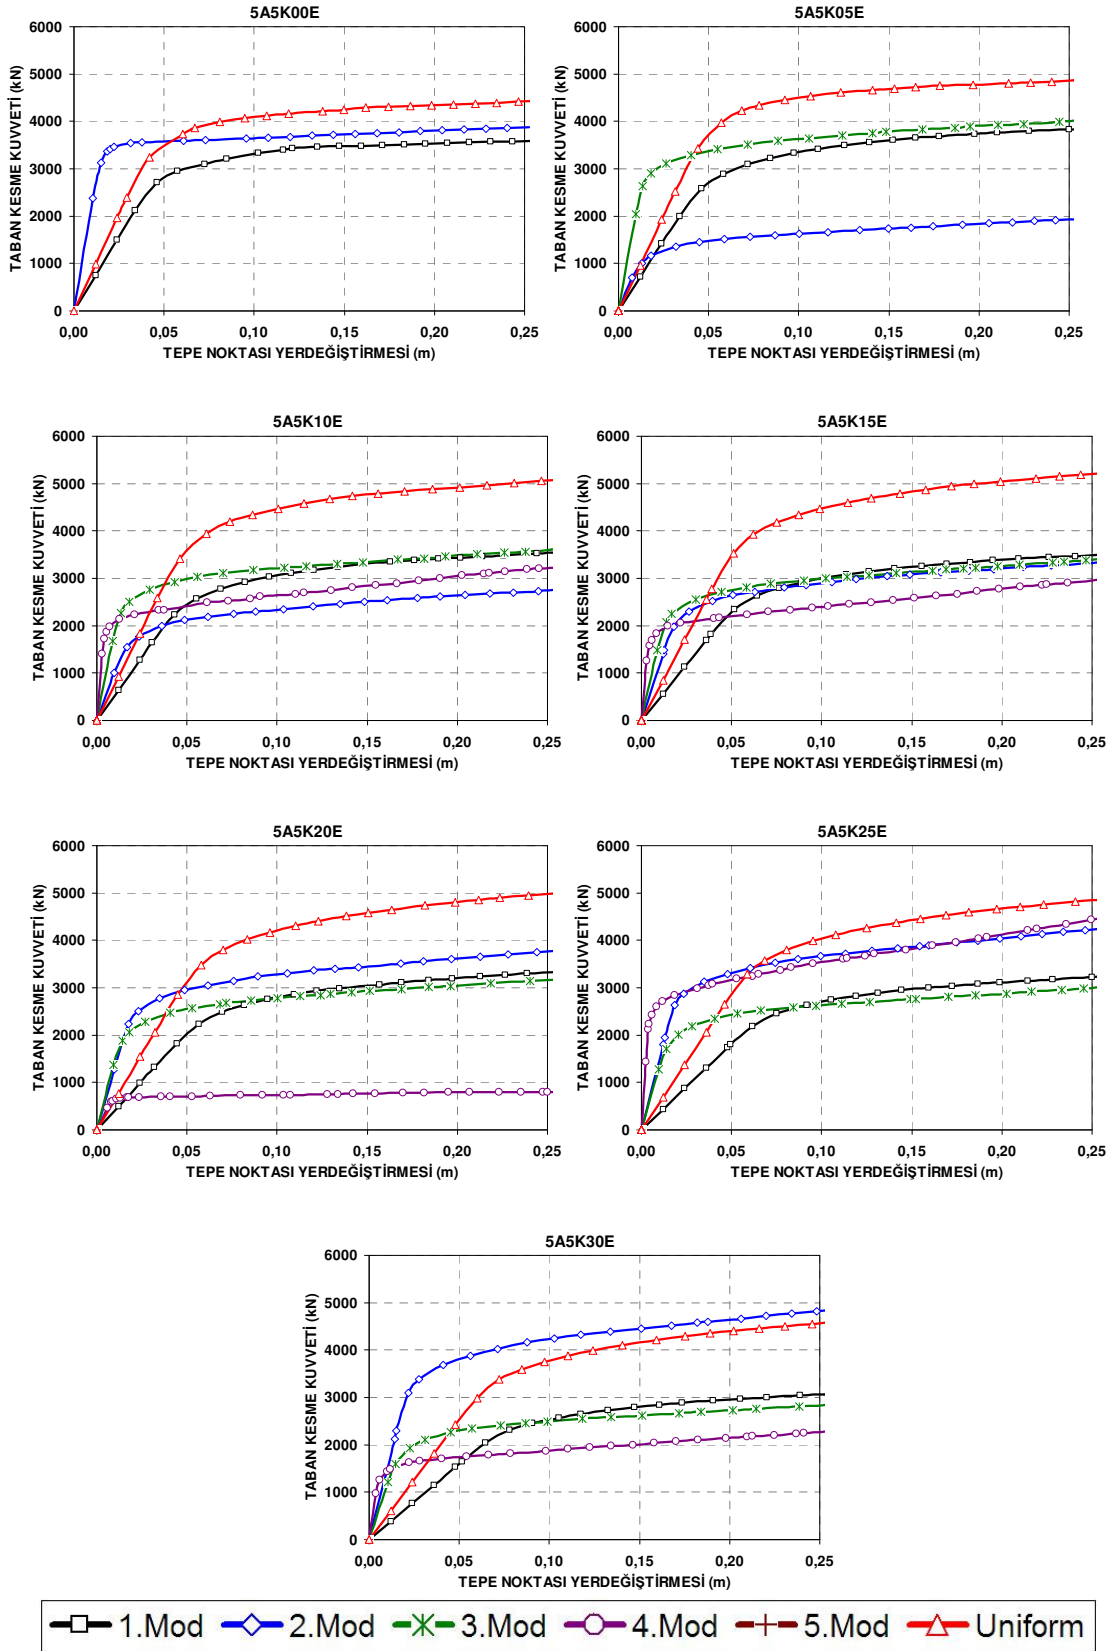 5A5K00E
TABAN KESME KUVVETİ (kN)
6000
5000
4000
3000
2000
1000
0
0,00 0,05 0,10 0,15 0,20 0,25
TEPE NOKTASI YERDEĞİŞTİRMESİ (m)
5A5K05E
TABAN KESME KUVVETİ (kN)
6000
5000
4000
3000
2000
1000
0
0,00 0,05 0,10 0,15 0,20 0,25
TEPE NOKTASI YERDEĞİŞTİRMESİ (m)
5A5K10E
TABAN KESME KUVVETİ (kN)
6000
5000
4000
3000
2000
1000
0
0,00 0,05 0,10 0,15 0,20 0,25
TEPE NOKTASI YERDEĞİŞTİRMESİ (m)
5A5K15E
TABAN KESME KUVVETİ (kN)
6000
5000
4000
3000
2000
1000
0
0,00 0,05 0,10 0,15 0,20 0,25
TEPE NOKTASI YERDEĞİŞTİRMESİ (m)
5A5K20E
TABAN KESME KUVVETİ (kN)
6000
5000
4000
3000
2000
1000
0
0,00 0,05 0,10 0,15 0,20 0,25
TEPE NOKTASI YERDEĞİŞTİRMESİ (m)
5A5K25E
TABAN KESME KUVVETİ (kN)
6000
5000
4000
3000
2000
1000
0
0,00 0,05 0,10 0,15 0,20 0,25
TEPE NOKTASI YERDEĞİŞTİRMESİ (m)
5A5K30E
TABAN KESME KUVVETİ (kN)
6000
5000
4000
3000
2000
1000
0
0,00 0,05 0,10 0,15 0,20 0,25
TEPE NOKTASI YERDEĞİŞTİRMESİ (m)
1.Mod 2.Mod 3.Mod 4.Mod 5.Mod Uniform